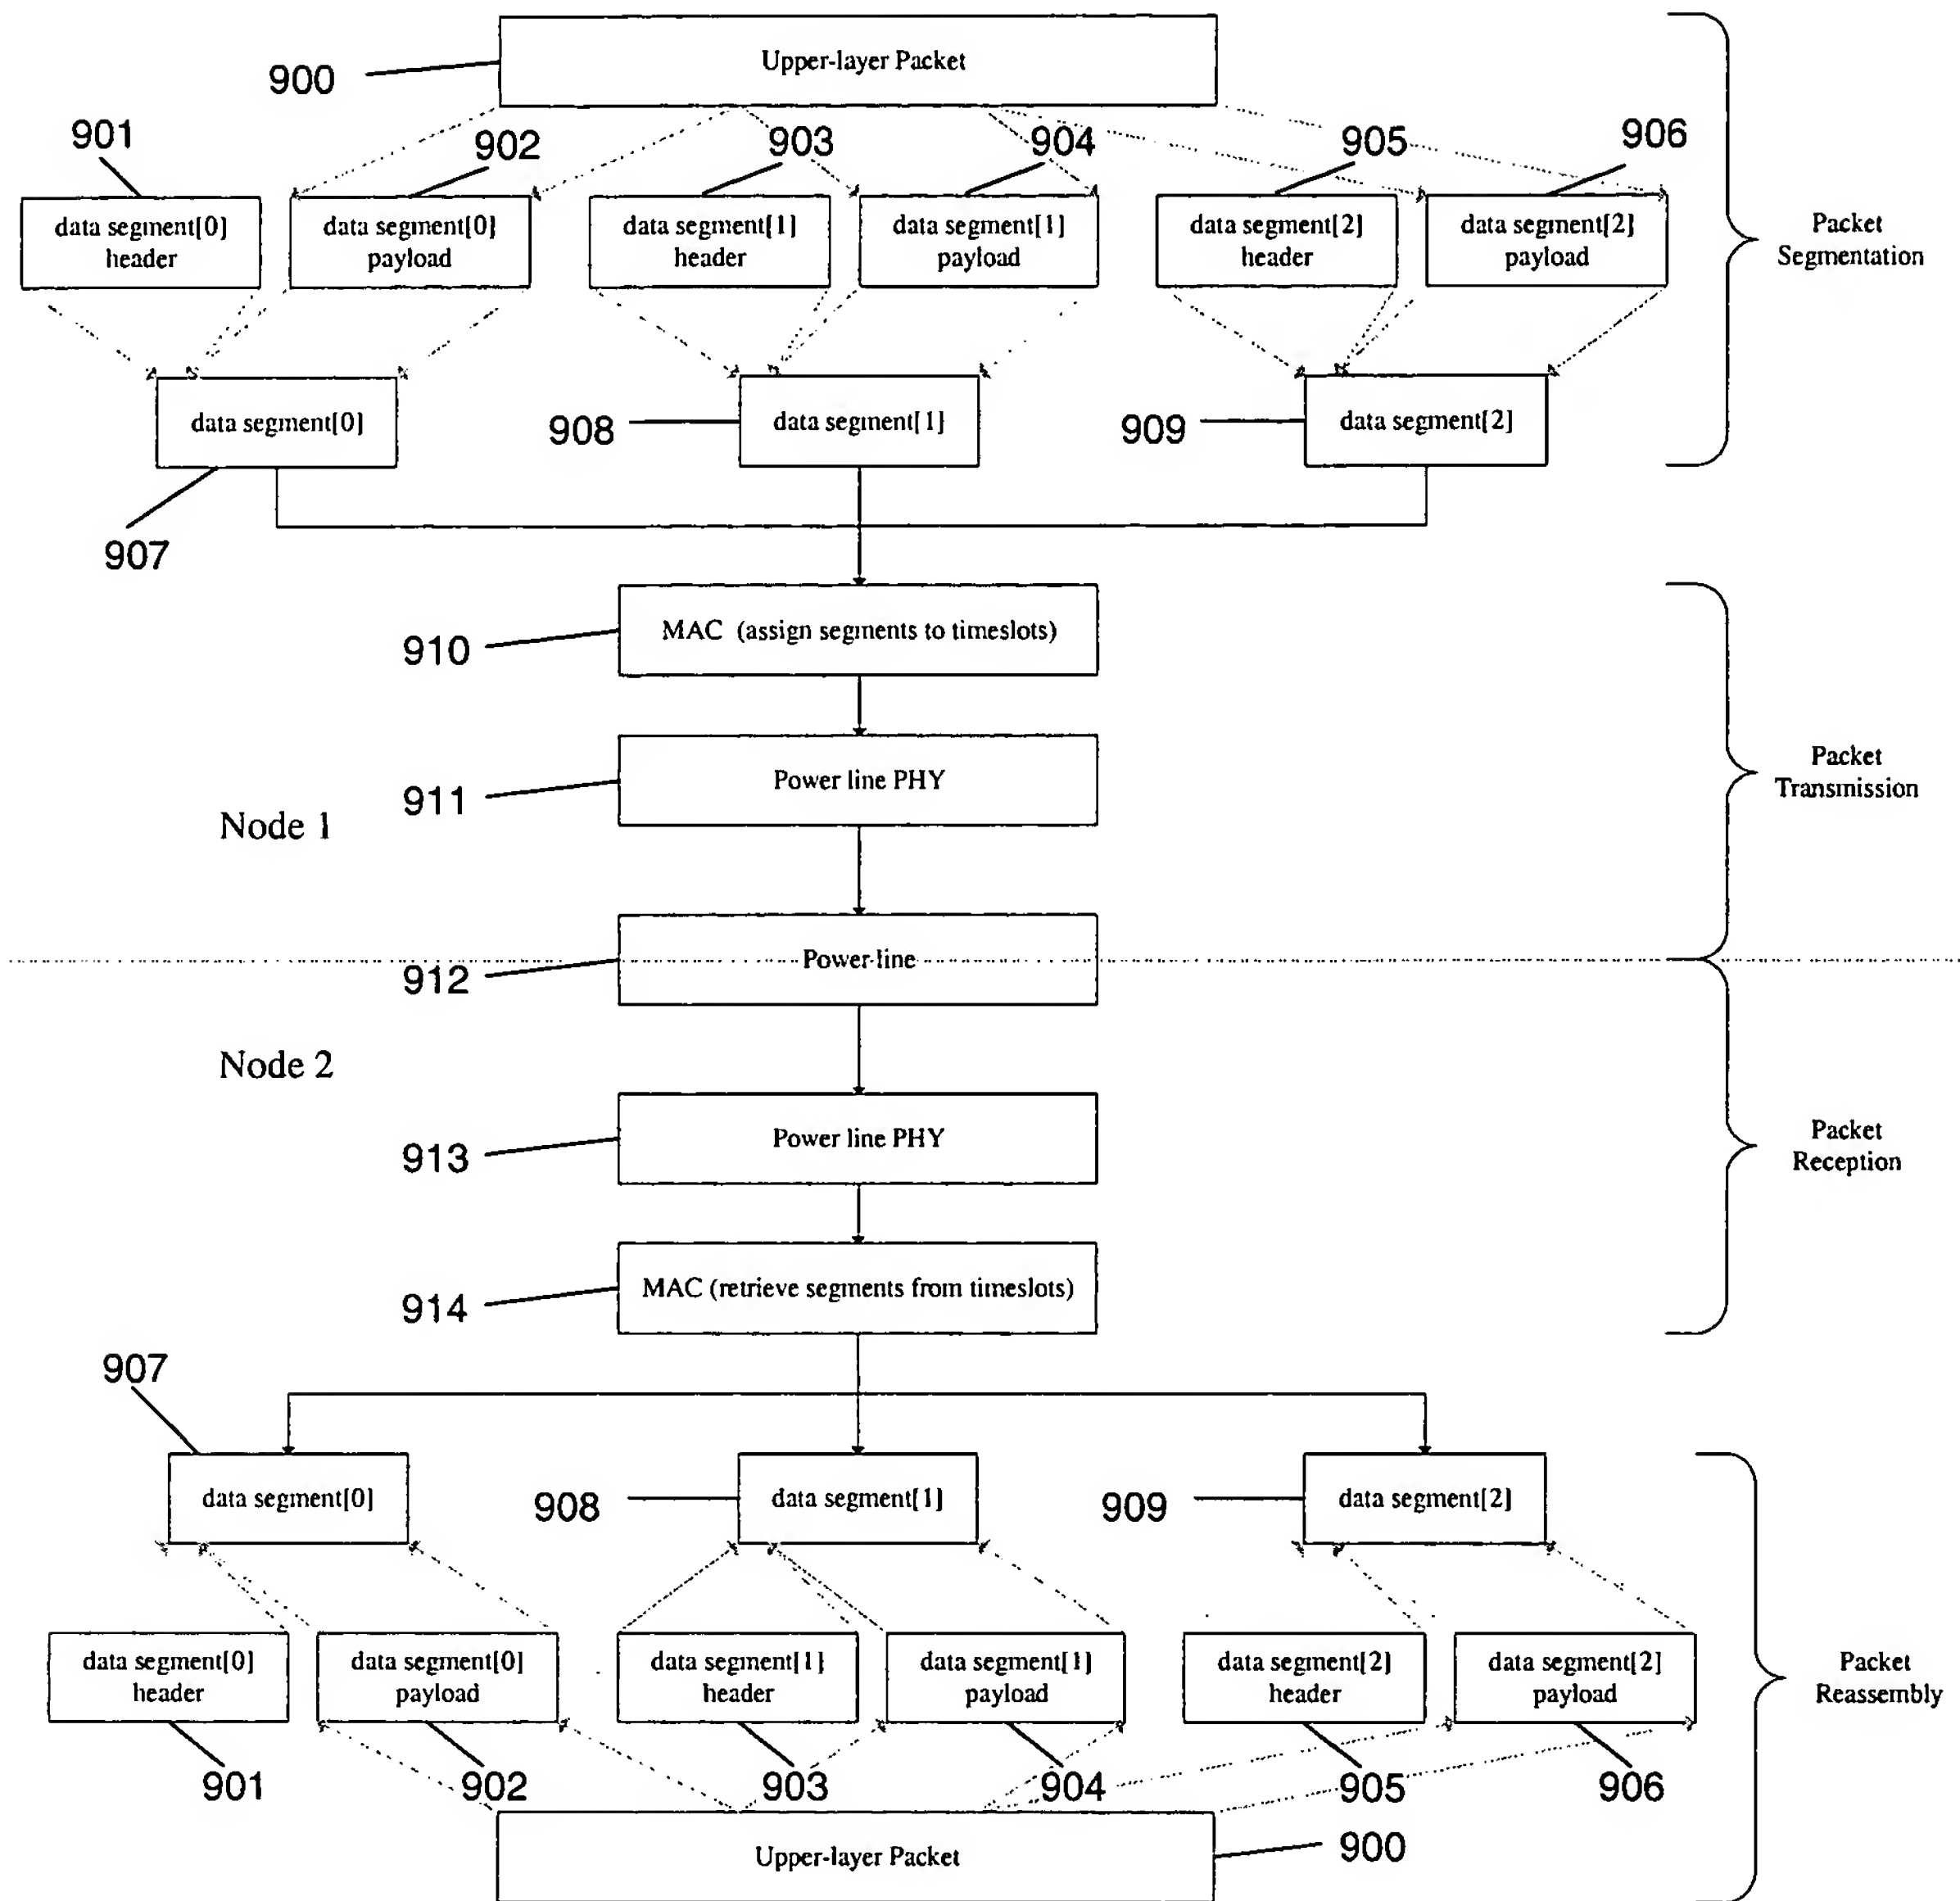 Upper-layer Packet
900
901
902
903
904
905
906
data segment[0]
header
data segment[0]
payload
data segment[1]
header
data segment[1]
payload
data segment[2]
header
data segment[2]
payload
Packet
Segmentation
data segment[0]
908
data segment[1]
909
data segment[2]
907
910
MAC (assign segments to timeslots)
911
Power line PHY
Packet
Transmission
Node 1
912
Power line
Node 2
913
Power line PHY
Packet
Reception
914
MAC (retrieve segments from timeslots)
907
data segment[0]
908
data segment[1]
909
data segment[2]
data segment[0]
header
data segment[0]
payload
data segment[1]
header
data segment[1]
payload
data segment[2]
header
data segment[2]
payload
Packet
Reassembly
901
902
903
904
905
906
Upper-layer Packet
900